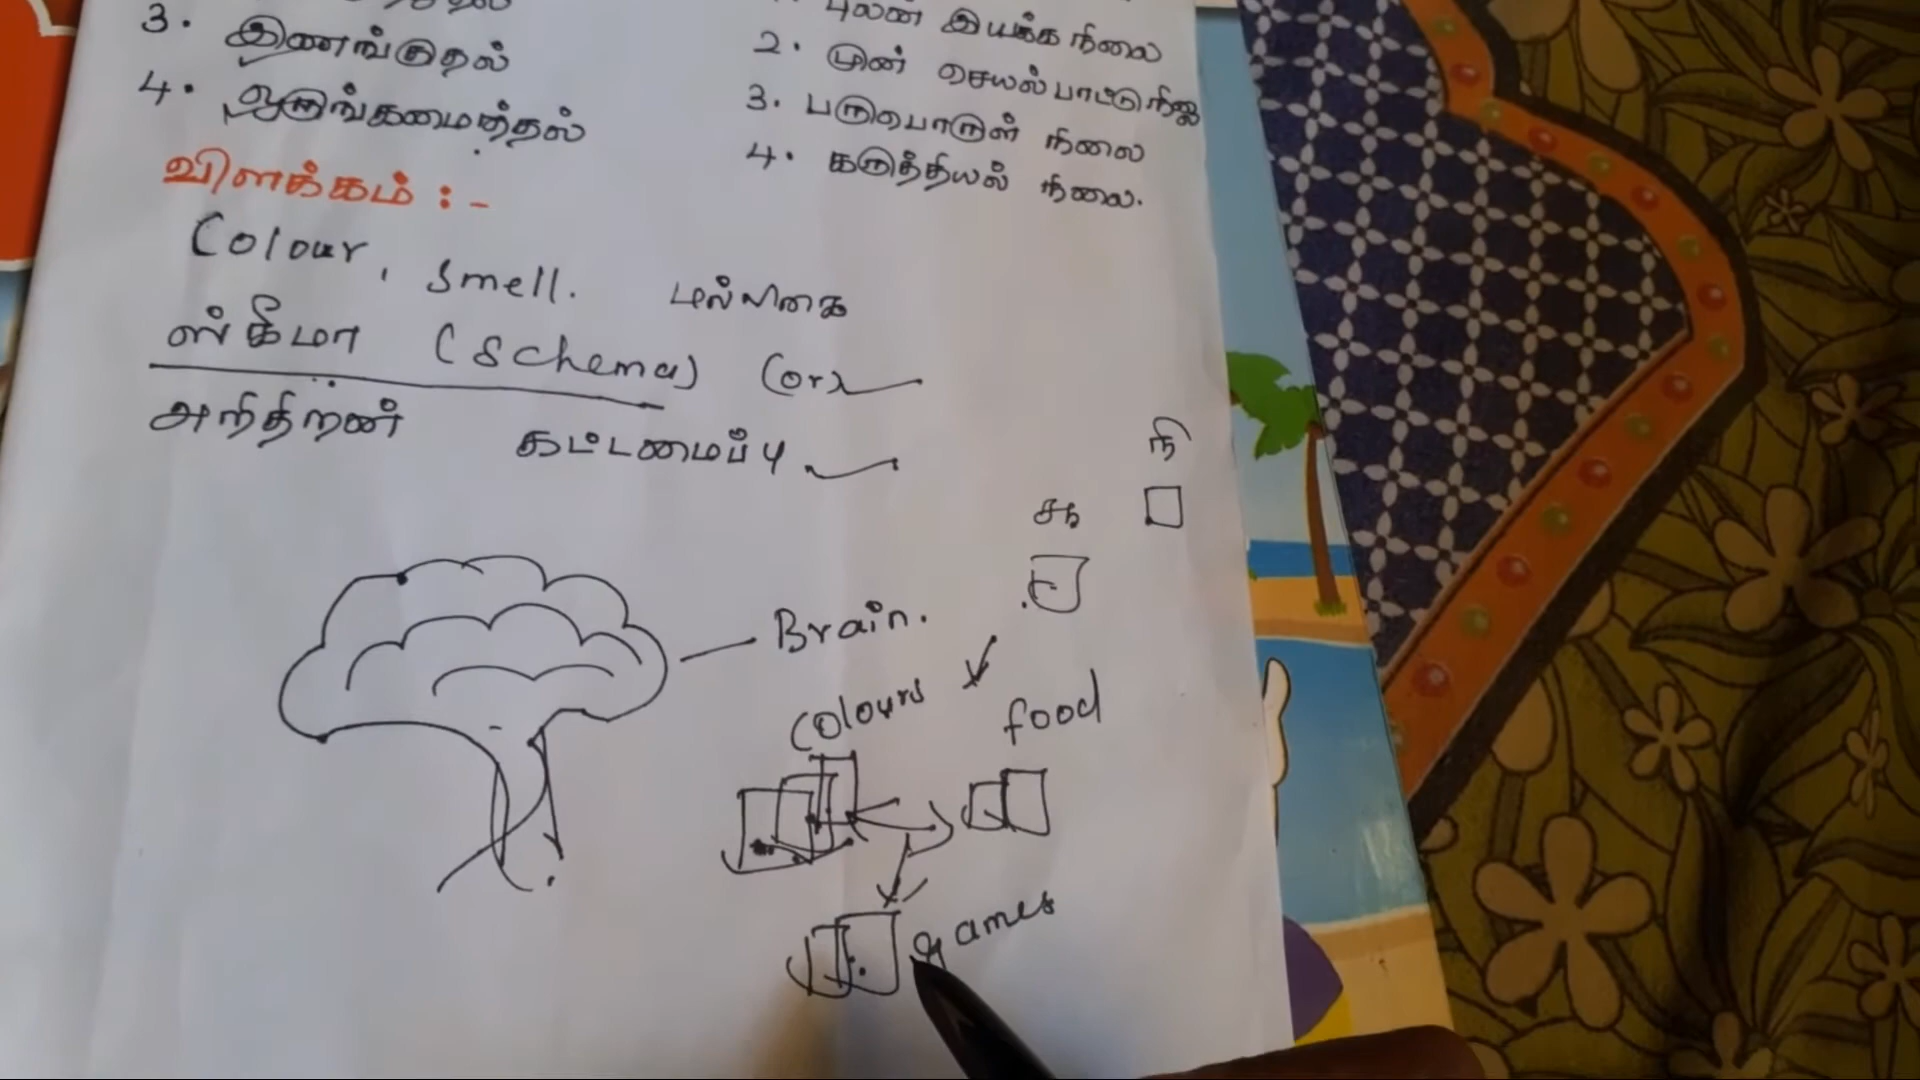 3. இணங்குதல்
4. ஒருங்கமைத்தல்
புலன் இயக்க நிலை
2. முன் செயல்பாட்டு நிலை
3. பருபொருள் நிலை
4. கருத்தியல் நிலை.
விளக்கம் :-
Colour, Smell. மல்லிகை
ஸ்கீமா (Schema) (or)
அறிதிறன் கட்டமைப்பு
நி
Brain.
Colours
food
games